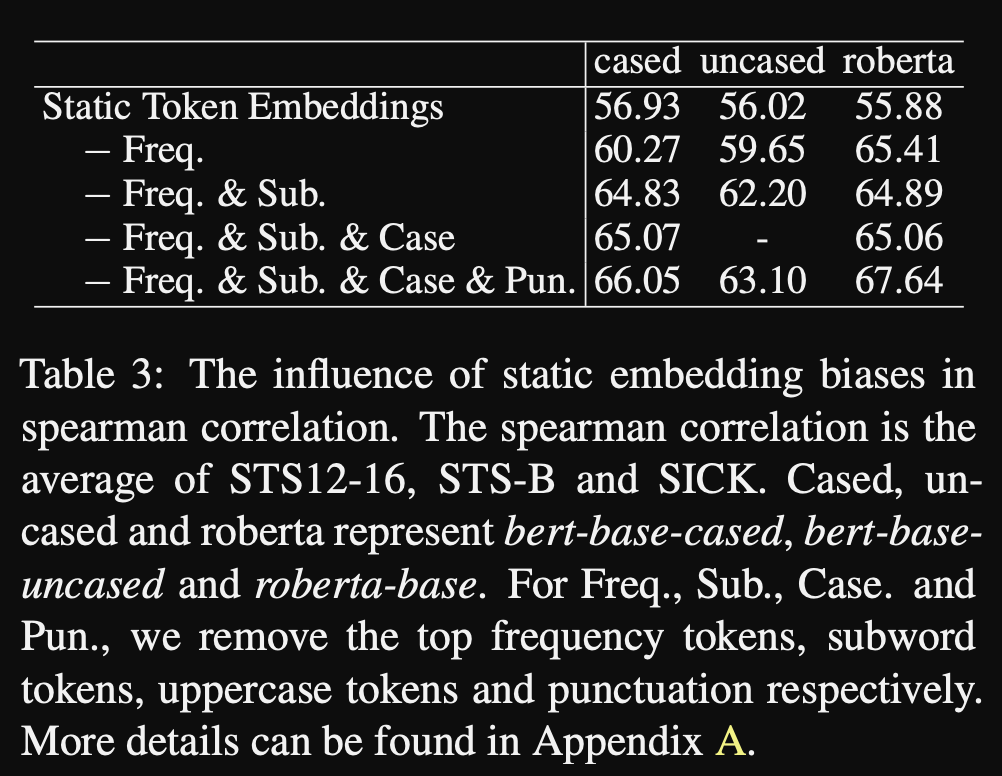 cased uncased roberta
Static Token Embeddings 56.93 56.02 55.88
– Freq. 60.27 59.65 65.41
– Freq. & Sub. 64.83 62.20 64.89
– Freq. & Sub. & Case 65.07 - 65.06
– Freq. & Sub. & Case & Pun. 66.05 63.10 67.64
Table 3: The influence of static embedding biases in
spearman correlation. The spearman correlation is the
average of STS12-16, STS-B and SICK. Cased, un-
cased and roberta represent bert-base-cased, bert-base-
uncased and roberta-base. For Freq., Sub., Case. and
Pun., we remove the top frequency tokens, subword
tokens, uppercase tokens and punctuation respectively.
More details can be found in Appendix A.